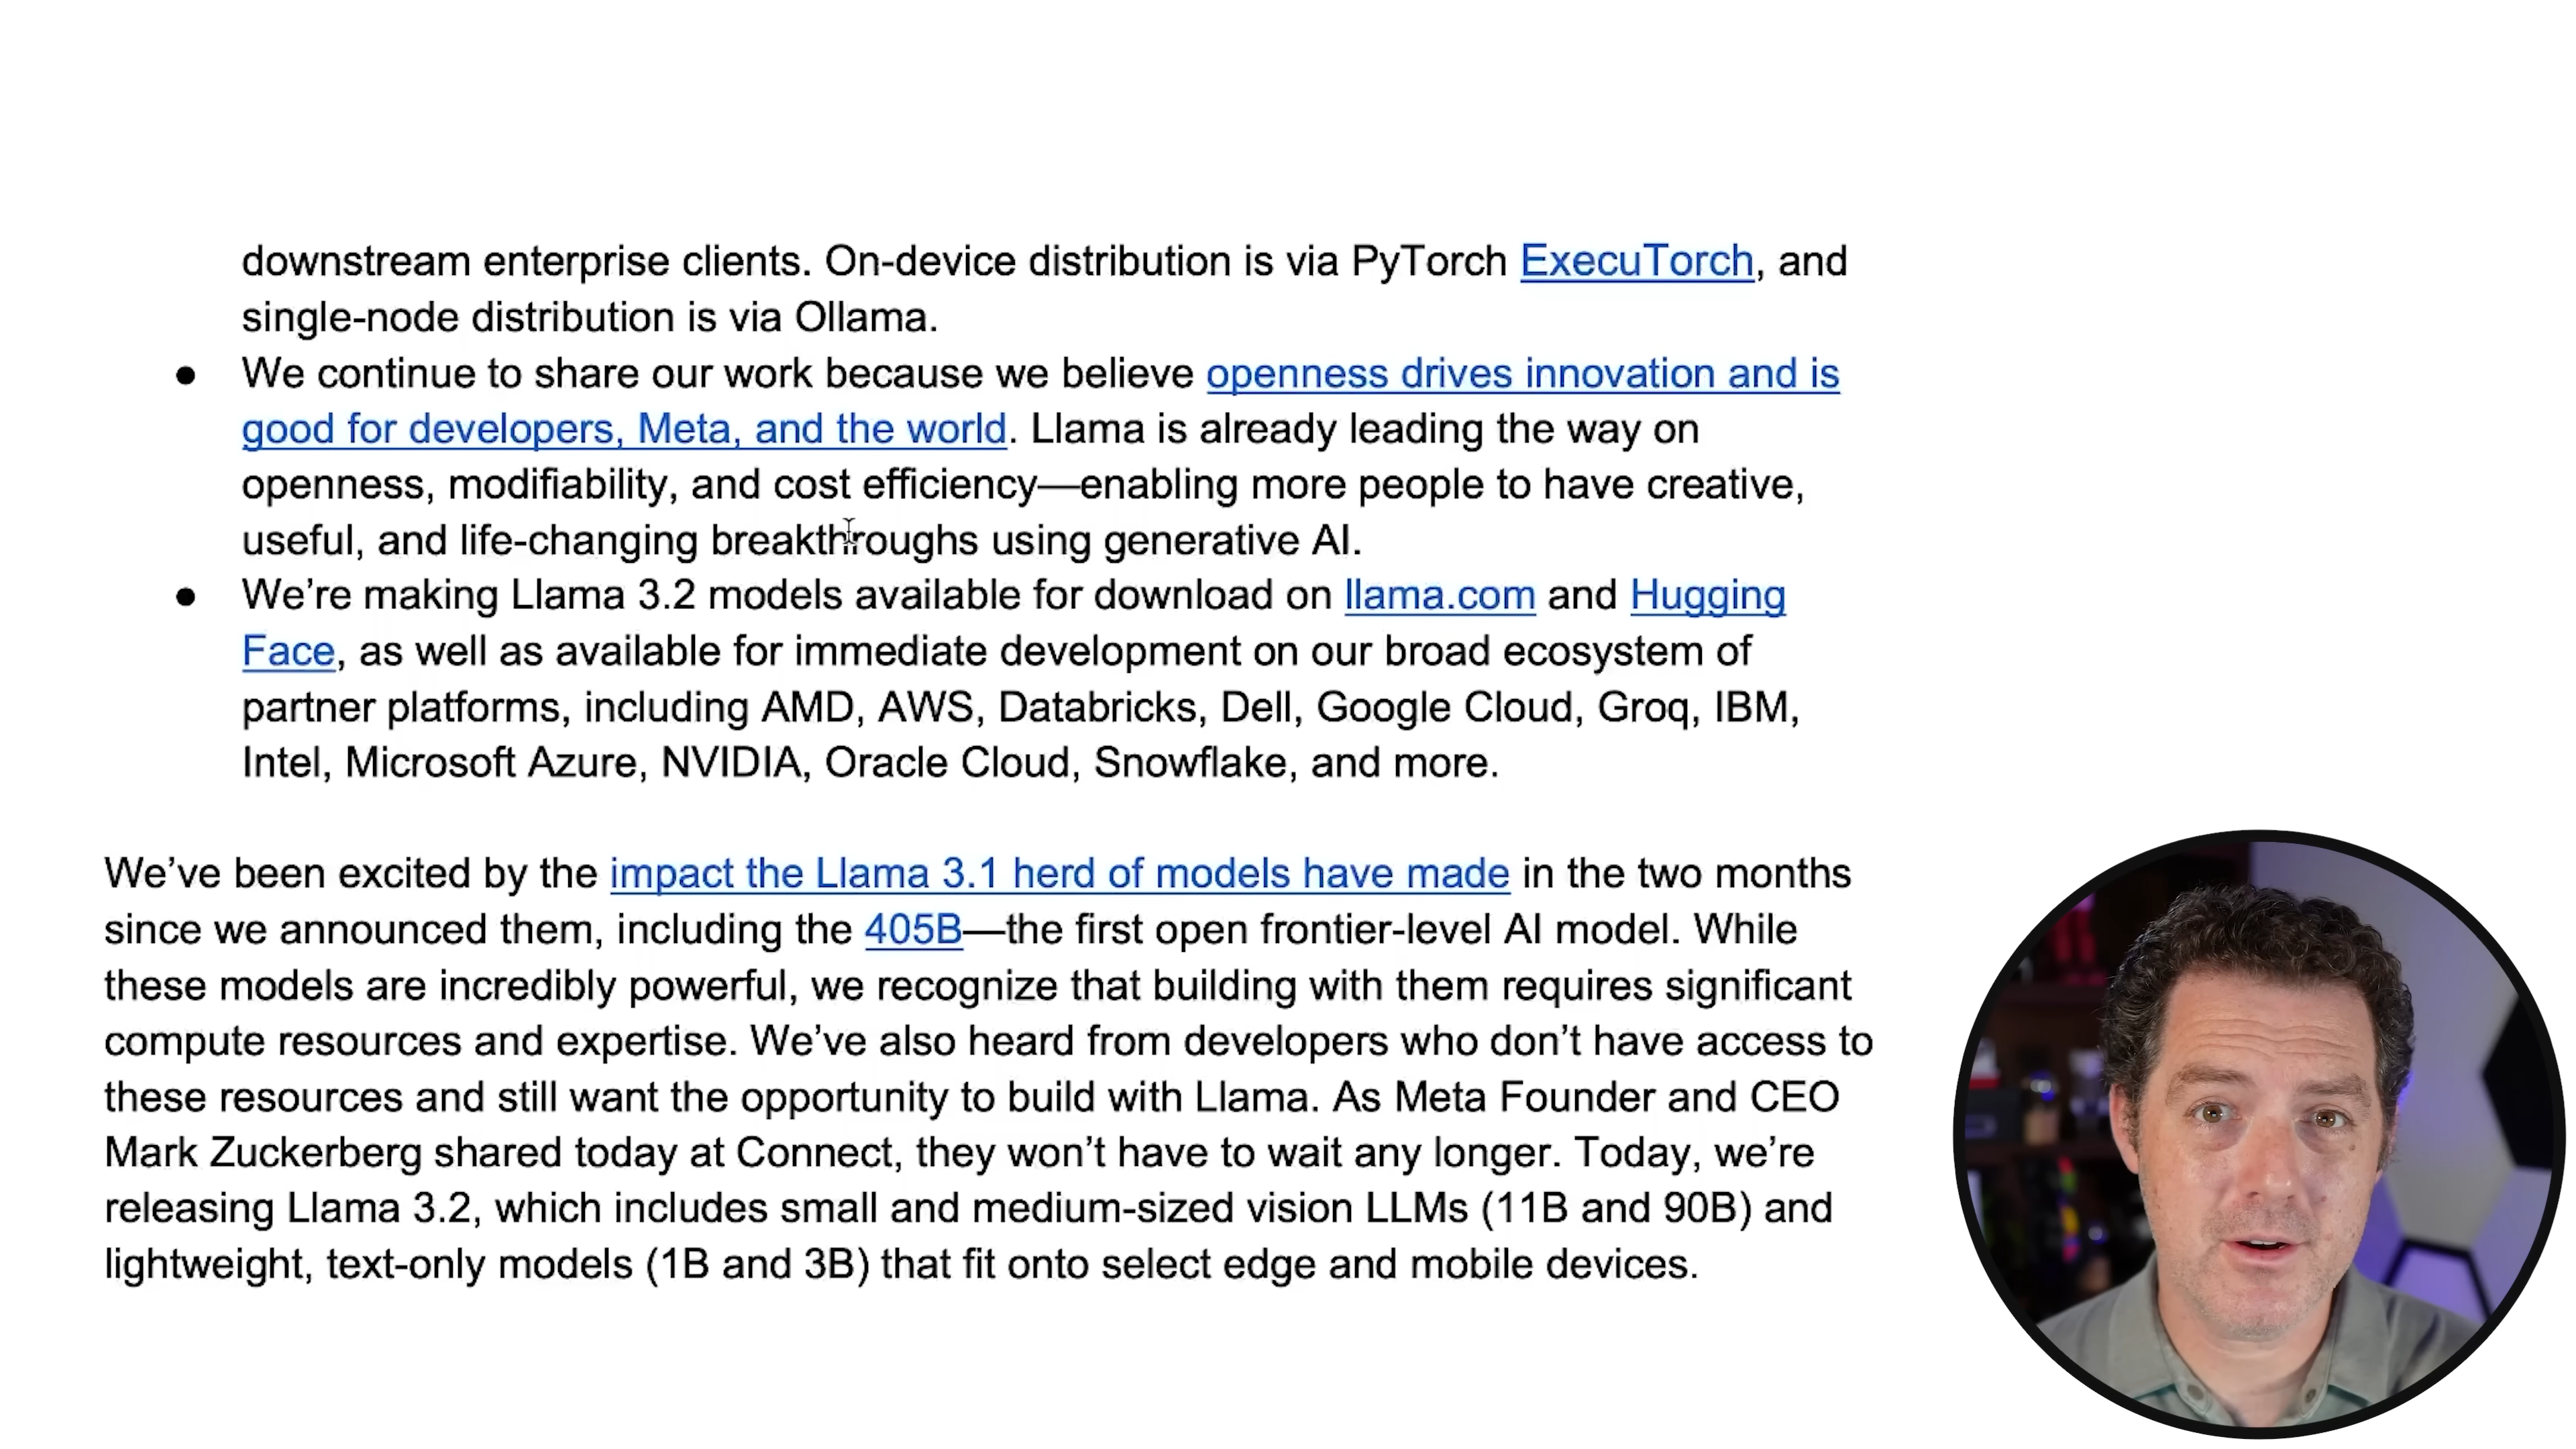 downstream enterprise clients. On-device distribution is via PyTorch ExecuTorch, and
single-node distribution is via Ollama.
● We continue to share our work because we believe openness drives innovation and is
good for developers, Meta, and the world. Llama is already leading the way on
openness, modifiability, and cost efficiency—enabling more people to have creative,
useful, and life-changing breakthroughs using generative AI.
● We’re making Llama 3.2 models available for download on llama.com and Hugging
Face, as well as available for immediate development on our broad ecosystem of
partner platforms, including AMD, AWS, Databricks, Dell, Google Cloud, Groq, IBM,
Intel, Microsoft Azure, NVIDIA, Oracle Cloud, Snowflake, and more.
We’ve been excited by the impact the Llama 3.1 herd of models have made in the two months
since we announced them, including the 405B—the first open frontier-level AI model. While
these models are incredibly powerful, we recognize that building with them requires significant
compute resources and expertise. We’ve also heard from developers who don’t have access to
these resources and still want the opportunity to build with Llama. As Meta Founder and CEO
Mark Zuckerberg shared today at Connect, they won’t have to wait any longer. Today, we’re
releasing Llama 3.2, which includes small and medium-sized vision LLMs (11B and 90B) and
lightweight, text-only models (1B and 3B) that fit onto select edge and mobile devices.